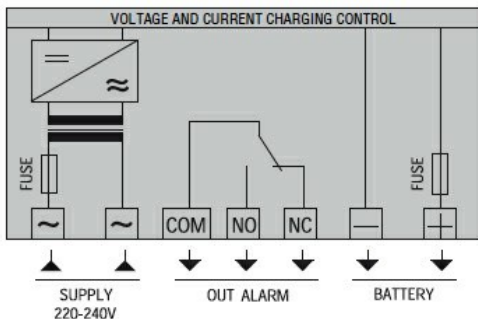 VOLTAGE AND CURRENT CHARGING CONTROL
FUSE
FUSE
~ ~ COM NO NC — +
SUPPLY
220-240V
OUT ALARM
BATTERY